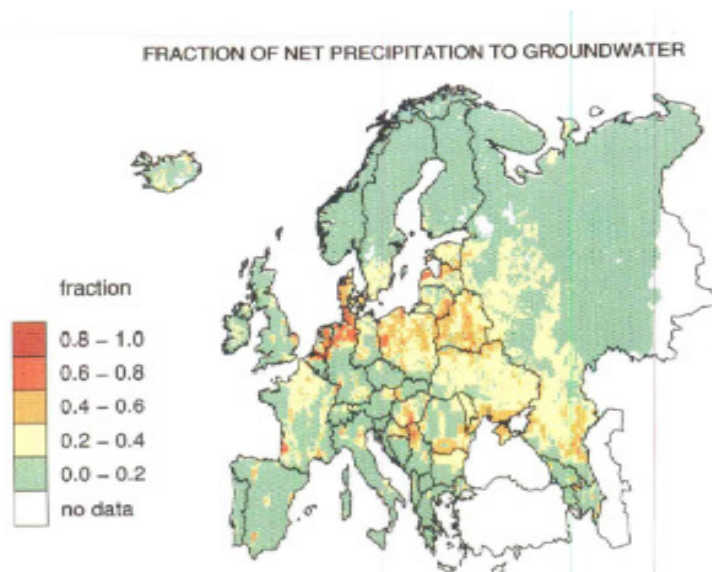 FRACTION OF NET PRECIPITATION TO GROUNDWATER
fraction
0.8 – 1.0
0.6 – 0.8
0.4 – 0.6
0.2 – 0.4
0.0 – 0.2
no data